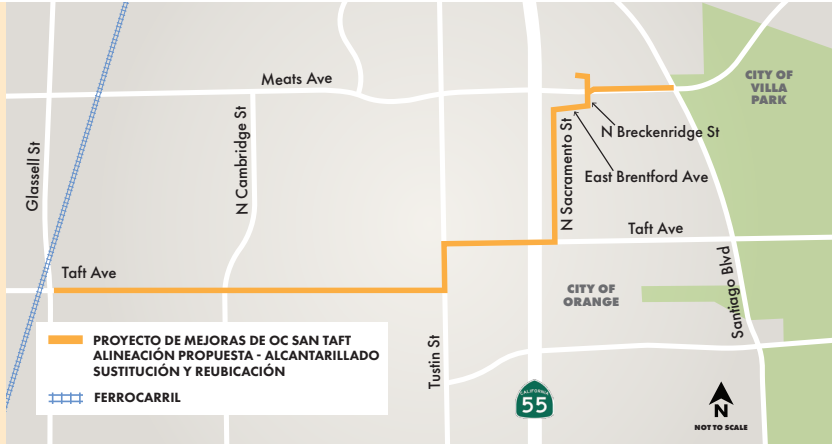 Meats Ave
CITY OF
VILLA
PARK
Glassell St
N Cambridge St
N Sacramento St
N Breckenridge St
East Brentford Ave
Taft Ave
Taft Ave
Santiago Blvd
CITY OF
ORANGE
Tustin St
PROYECTO DE MEJORAS DE OC SAN TAFT
ALINEACIÓN PROPUESTA - ALCANTARILLADO
SUSTITUCIÓN Y REUBICACIÓN
FERROCARRIL
CALIFORNIA
55
N
NOT TO SCALE